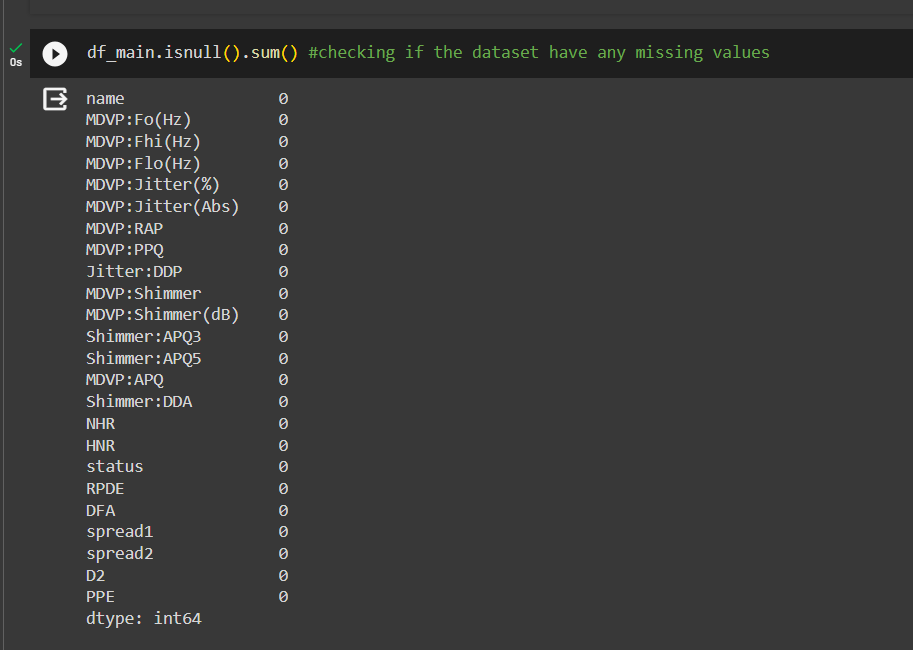 df_main.isnull().sum() #checking if the dataset have any missing values
0s
name 0
MDVP:Fo(Hz) 0
MDVP:Fhi(Hz) 0
MDVP:Flo(Hz) 0
MDVP:Jitter(%) 0
MDVP:Jitter(Abs) 0
MDVP:RAP 0
MDVP:PPQ 0
Jitter:DDP 0
MDVP:Shimmer 0
MDVP:Shimmer(dB) 0
Shimmer:APQ3 0
Shimmer:APQ5 0
MDVP:APQ 0
Shimmer:DDA 0
NHR 0
HNR 0
status 0
RPDE 0
DFA 0
spread1 0
spread2 0
D2 0
PPE 0
dtype: int64